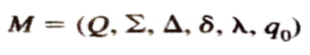 M = (Q, Σ, Δ, δ, λ, q₀)